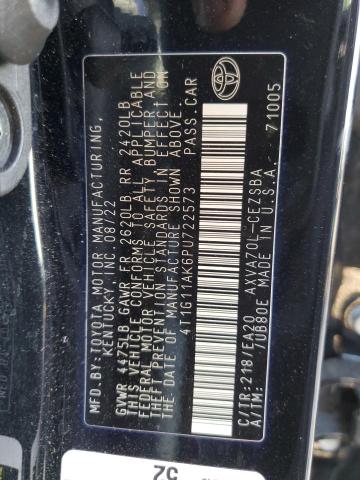 MFD.BY:TOYOTA MOTOR MANUFACTURING,
KENTUCKY, INC. 08/22
GVWR 4475LB GAWR FR 2620LB RR 2420LB
THIS VEHICLE CONFORMS TO ALL APPLICABLE
FEDERAL MOTOR VEHICLE SAFETY, BUMPER AND
THEFT PREVENTION STANDARDS IN EFFECT ON
THE DATE OF MANUFACTURE SHOWN ABOVE.
4T1G11AK6PU722573 PASS.CAR
C/TR:218/EA20 AXVA70L-CEZSBA
A/TM: 7UB80E MADE IN U.S.A. 71005
52